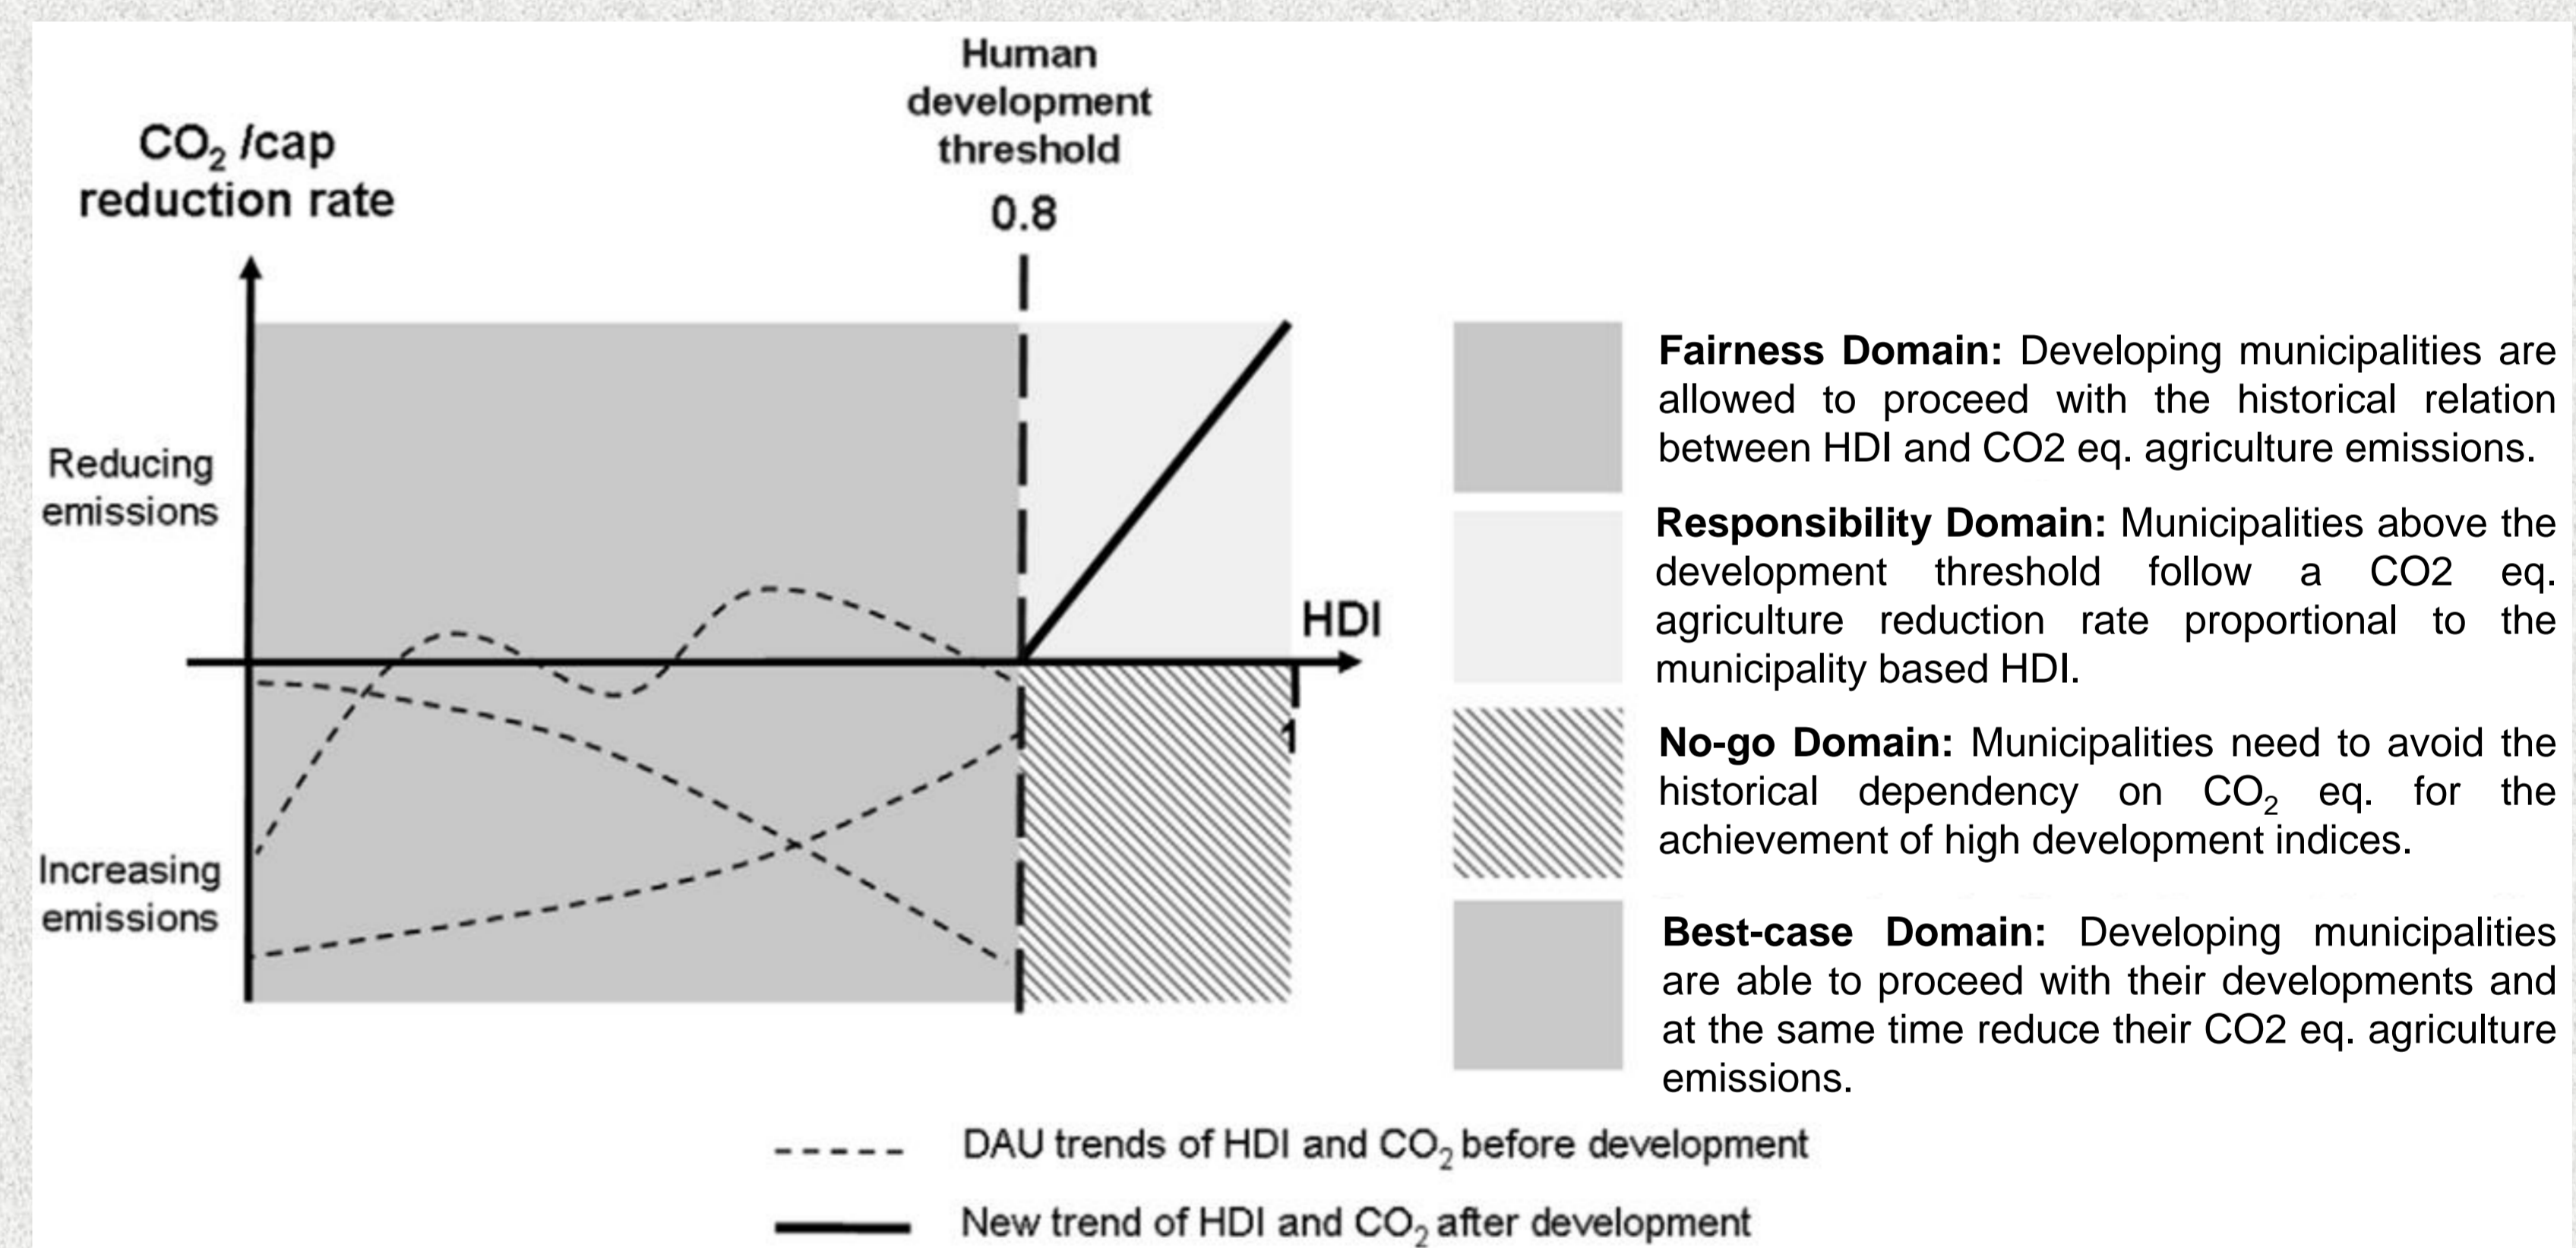 Human
development
threshold
0.8
CO₂ /cap
reduction rate
Reducing
emissions
Increasing
emissions
HDI
1
Fairness Domain: Developing municipalities are
allowed to proceed with the historical relation
between HDI and CO2 eq. agriculture emissions.
Responsibility Domain: Municipalities above the
development threshold follow a CO2 eq.
agriculture reduction rate proportional to the
municipality based HDI.
No-go Domain: Municipalities need to avoid the
historical dependency on CO₂ eq. for the
achievement of high development indices.
Best-case Domain: Developing municipalities
are able to proceed with their developments and
at the same time reduce their CO2 eq. agriculture
emissions.
DAU trends of HDI and CO₂ before development
New trend of HDI and CO₂ after development